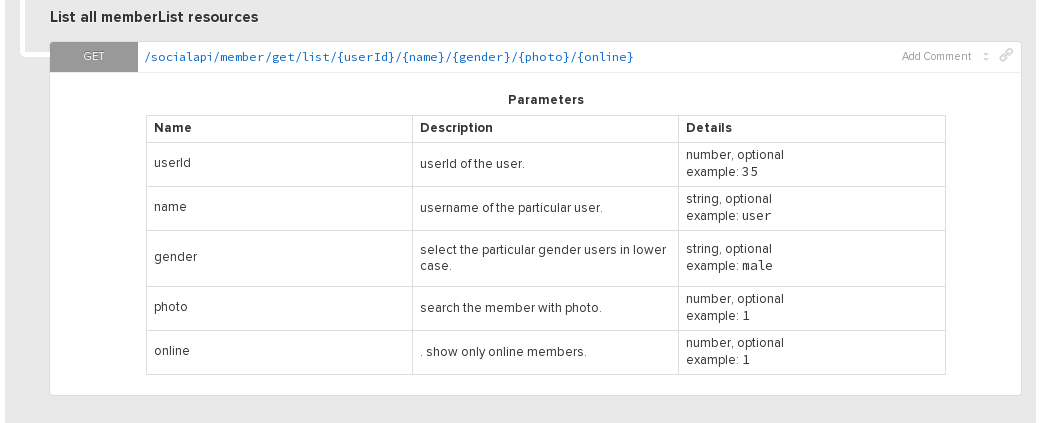 List all memberList resources
GET /socialapi/member/get/list/{userId}/{name}/{gender}/{photo}/{online} Add Comment
Parameters
Name Description Details
userId userId of the user. number, optional
example: 35
name username of the particular user. string, optional
example: user
gender select the particular gender users in lower case. string, optional
example: male
photo search the member with photo. number, optional
example: 1
online . show only online members. number, optional
example: 1